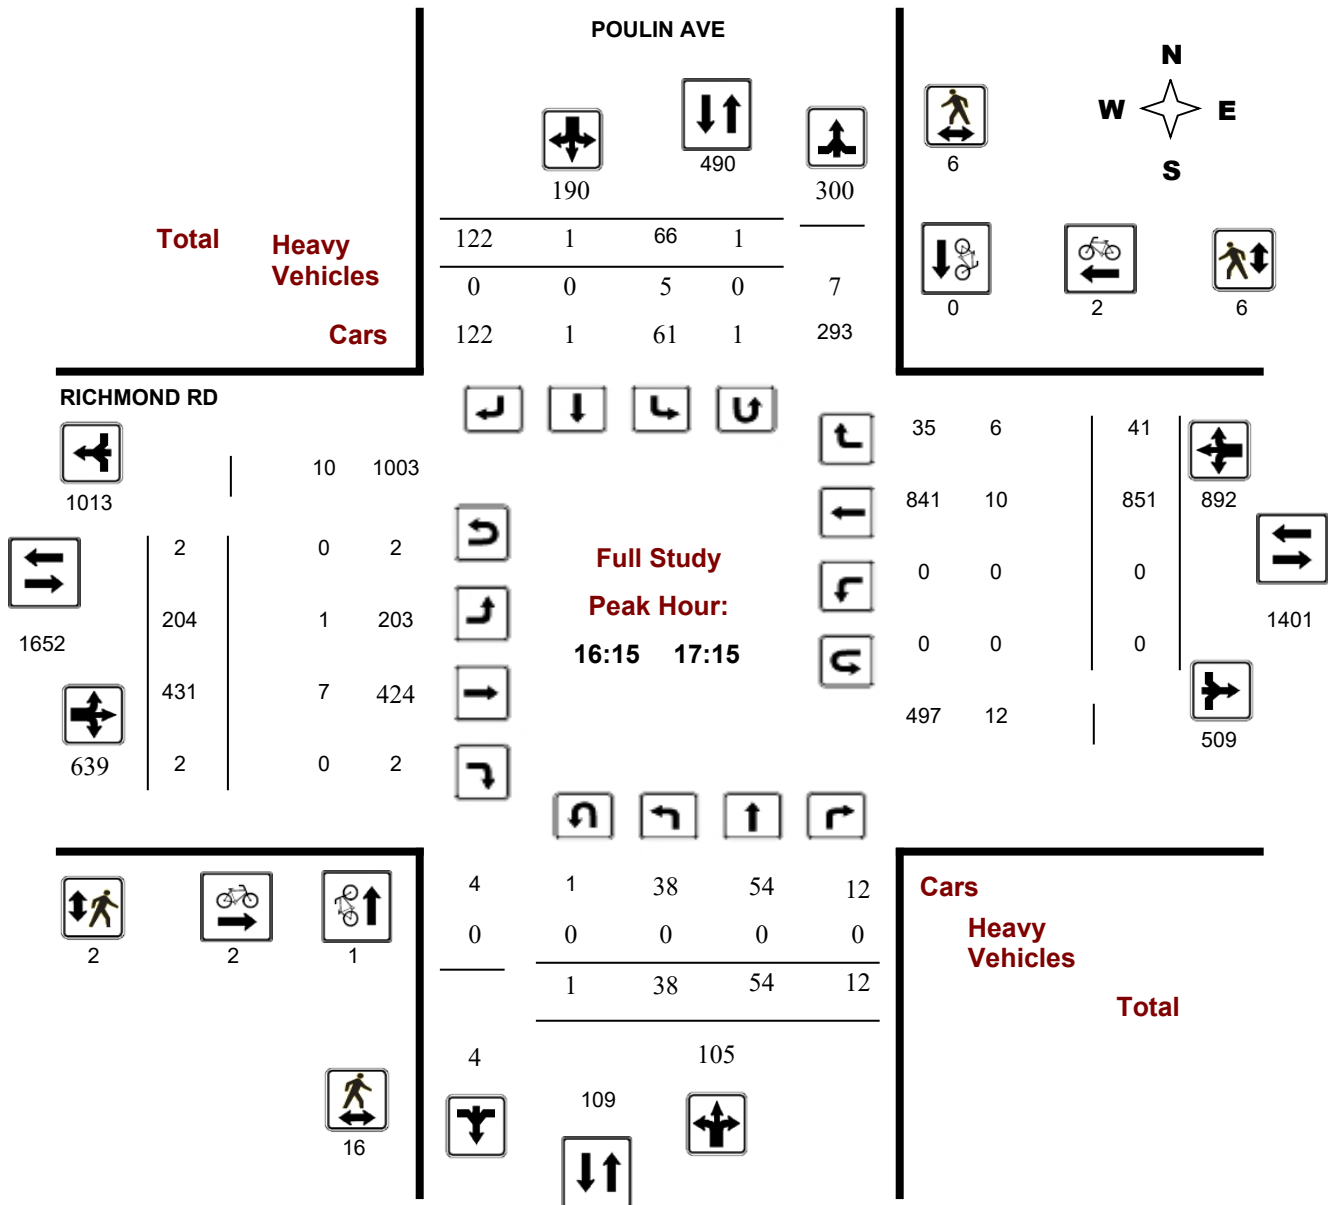 POULIN AVE
N
W E
S
190
490
300
6
Total
Heavy
Vehicles
Cars
122 1 66 1
0 0 5 0 7
122 1 61 1 293
0 2 6
RICHMOND RD
1013
10 1003
2 0 2
204 1 203
431 7 424
2 0 2
1652
639
Full Study
Peak Hour:
16:15 17:15
35 6 41
841 10 851 892
0 0 0
0 0 0
497 12
1401
509
2 2 1
4 1 38 54 12
0 0 0 0 0
1 38 54 12
4
105
109
16
Cars
Heavy
Vehicles
Total